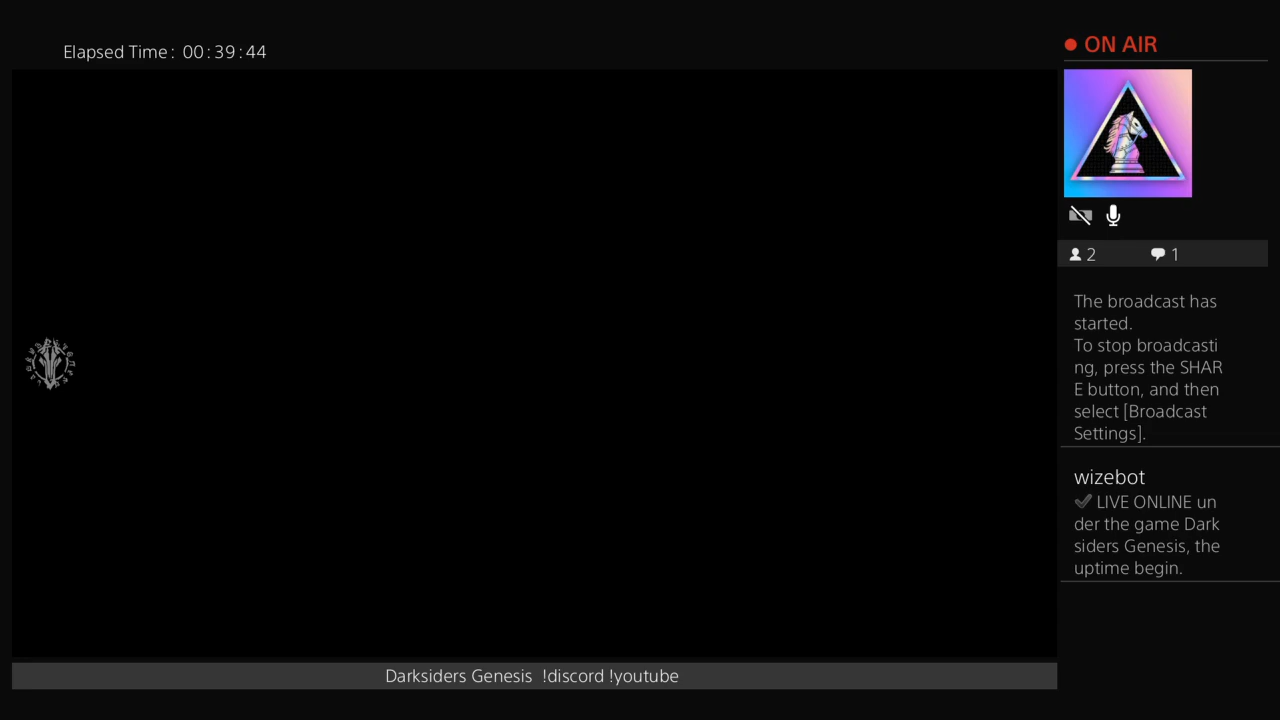 Elapsed Time: 00:39:44
ON AIR
2 1
The broadcast has
started.
To stop broadcasti
ng, press the SHAR
E button, and then
select [Broadcast
Settings].
wizebot
✔ LIVE ONLINE un
der the game Dark
siders Genesis, the
uptime begin.
Darksiders Genesis !discord !youtube